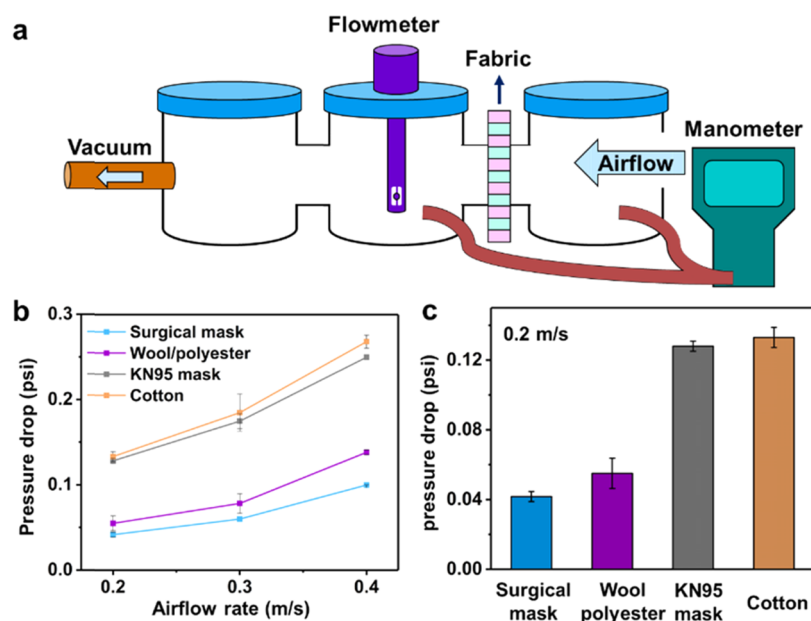 a
Flowmeter
Fabric
Vacuum
Airflow
Manometer
b
0.3
0.2
0.1
0.0
Pressure drop (psi)
Surgical mask
Wool/polyester
KN95 mask
Cotton
0.2
0.3
0.4
Airflow rate (m/s)
c
0.2 m/s
0.12
0.08
0.04
0.00
pressure drop (psi)
Surgical
mask
Wool
polyester
KN95
mask
Cotton